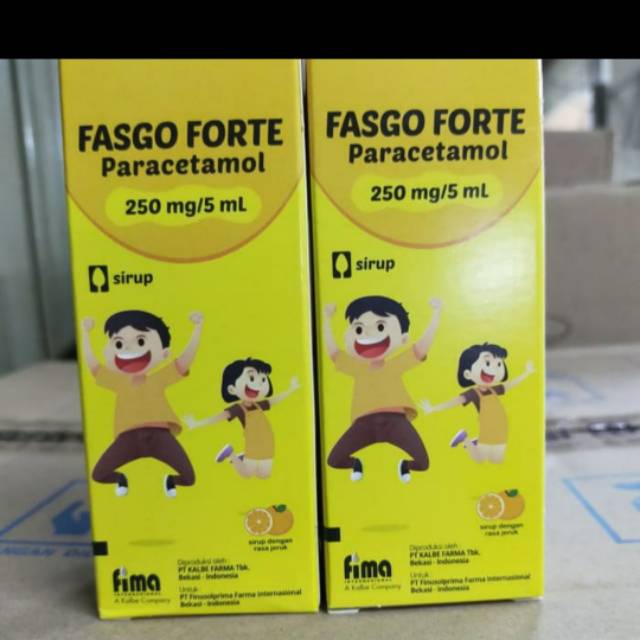 FASGO FORTE
Paracetamol
250 mg/5 mL
sirup
sirup dengan
rasa jeruk
fima
INTERNASIONAL
A Kalbe Company
Diproduksi oleh :
PT KALBE FARMA Tbk.
Bekasi - Indonesia
Untuk :
PT Finusolprima Farma Internasional
Bekasi - Indonesia
FASGO FORTE
Paracetamol
250 mg/5 mL
sirup
sirup dengan
rasa jeruk
fima
INTERNASIONAL
A Kalbe Company
Diproduksi oleh :
PT KALBE FARMA Tbk.
Bekasi - Indonesia
Untuk :
PT Finusolprima Farma Internasional
Bekasi - Indonesia